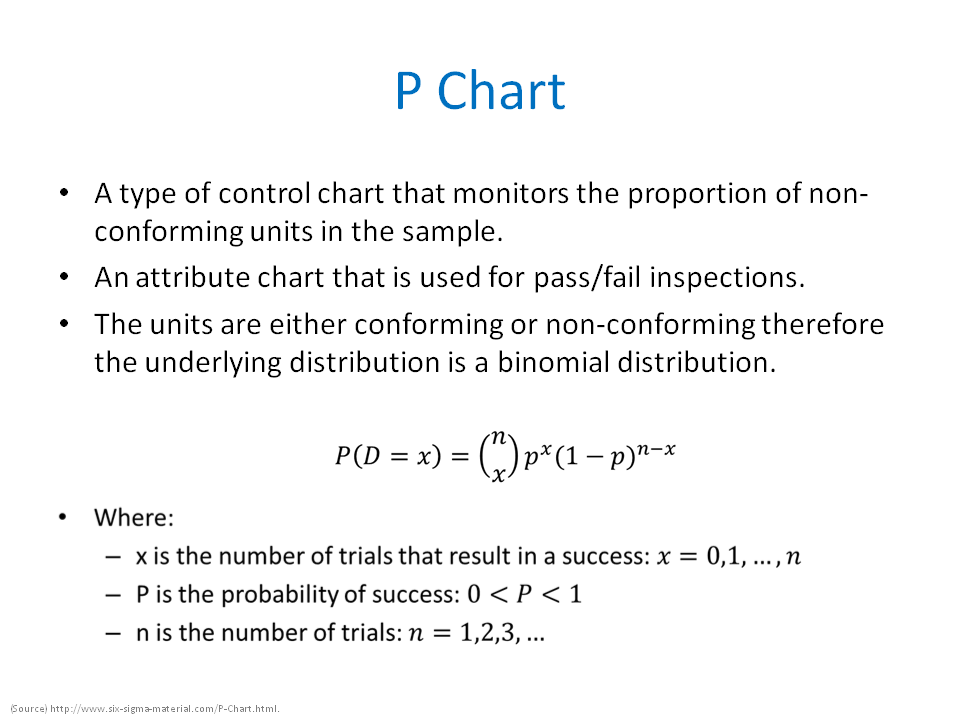 P Chart
• A type of control chart that monitors the proportion of non-
conforming units in the sample.
• An attribute chart that is used for pass/fail inspections.
• The units are either conforming or non-conforming therefore
the underlying distribution is a binomial distribution.
P(D = x) = (n x) p^x (1 − p)^{n−x}
• Where:
– x is the number of trials that result in a success: x = 0,1, … , n
– P is the probability of success: 0 < P < 1
– n is the number of trials: n = 1,2,3, …
(Source) http://www.six-sigma-material.com/P-Chart.html.